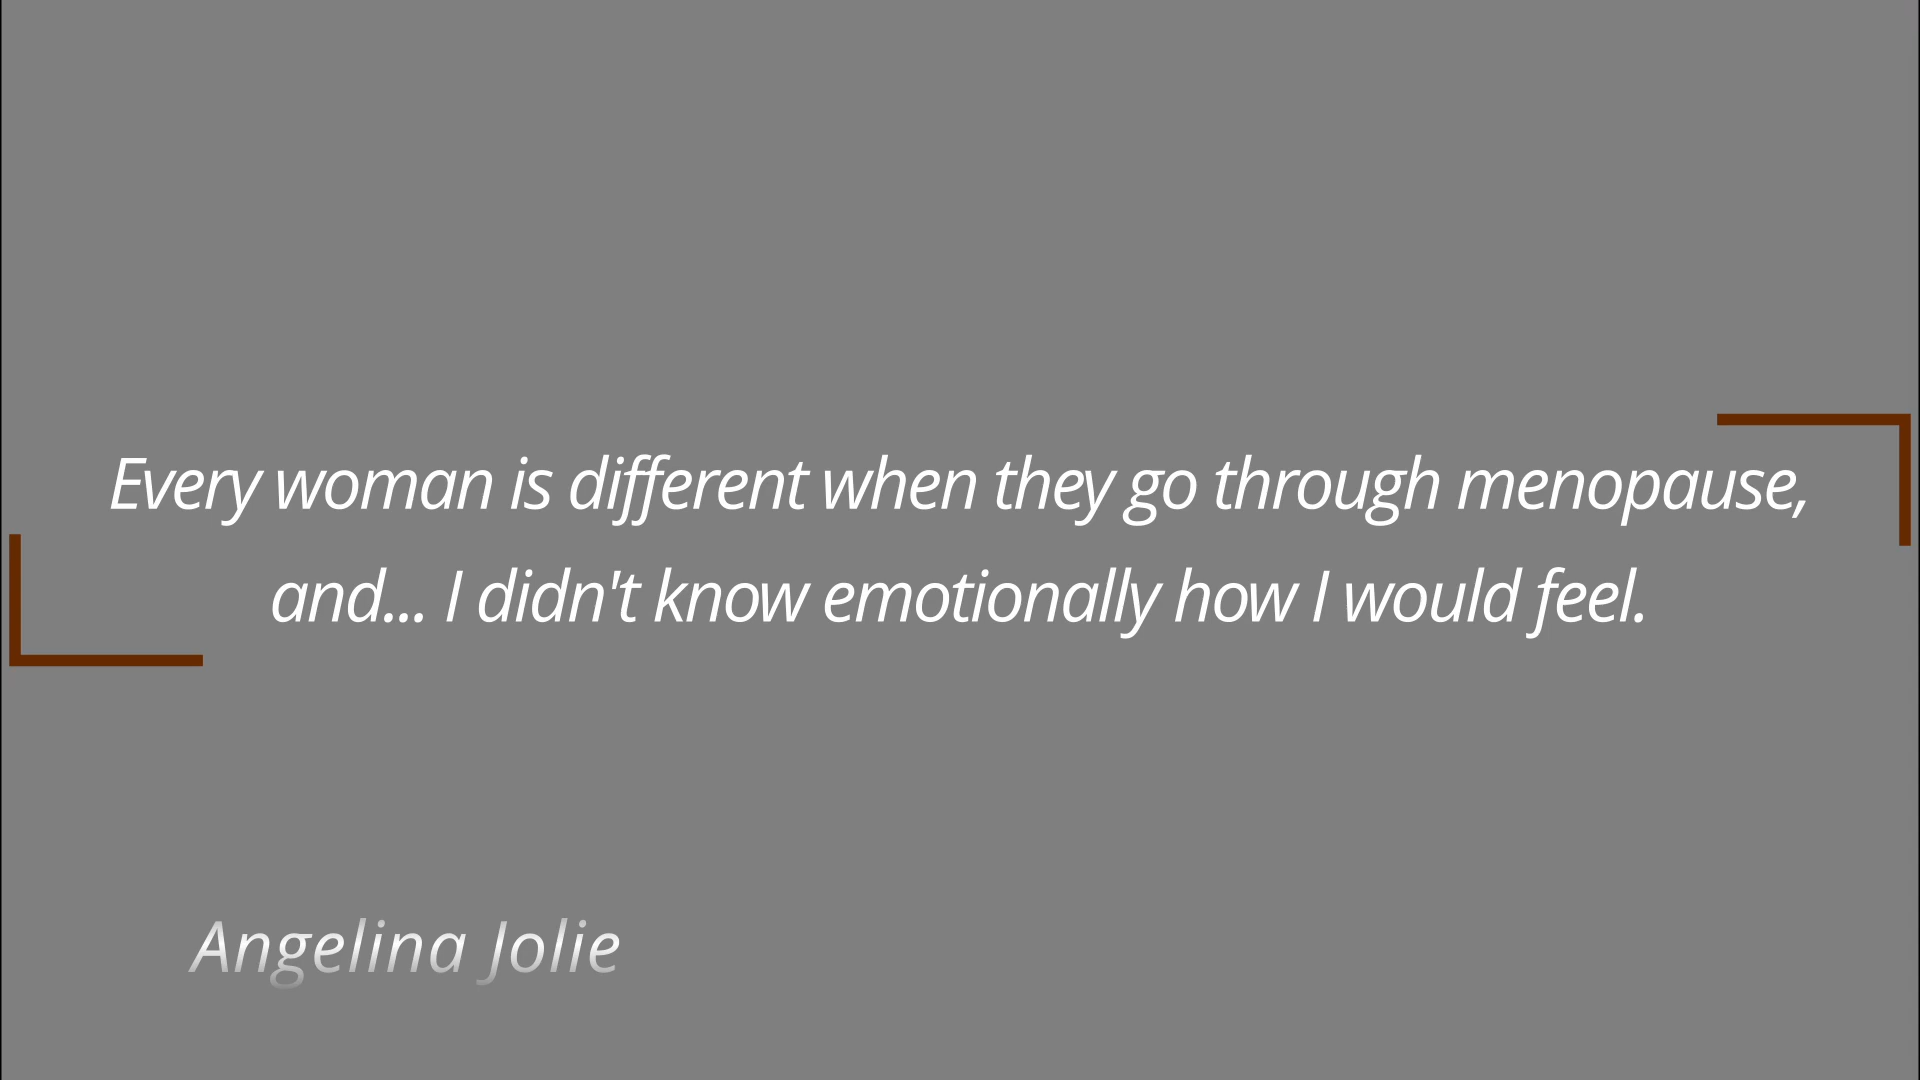 Every woman is different when they go through menopause,
and... I didn't know emotionally how I would feel.
Angelina Jolie